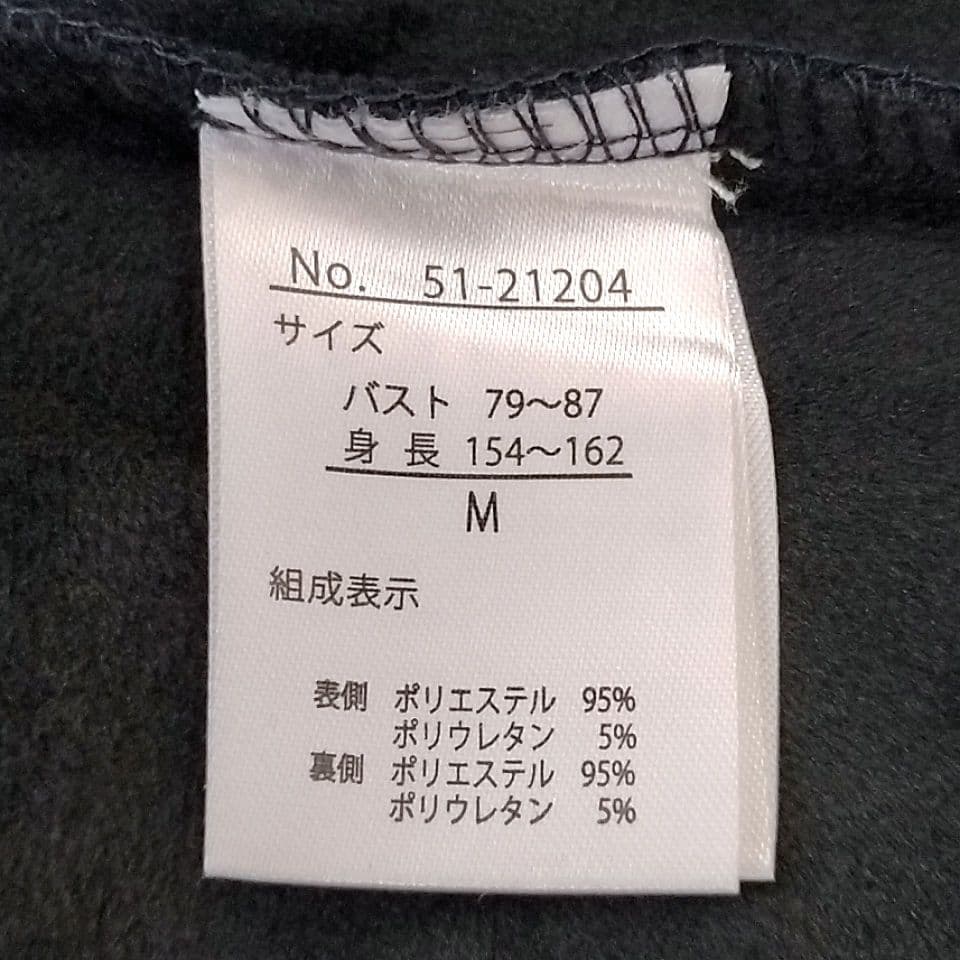 No. 51-21204
サイズ
バスト 79～87
身 長 154～162
M
組成表示
表側 ポリエステル 95%
ポリウレタン 5%
裏側 ポリエステル 95%
ポリウレタン 5%